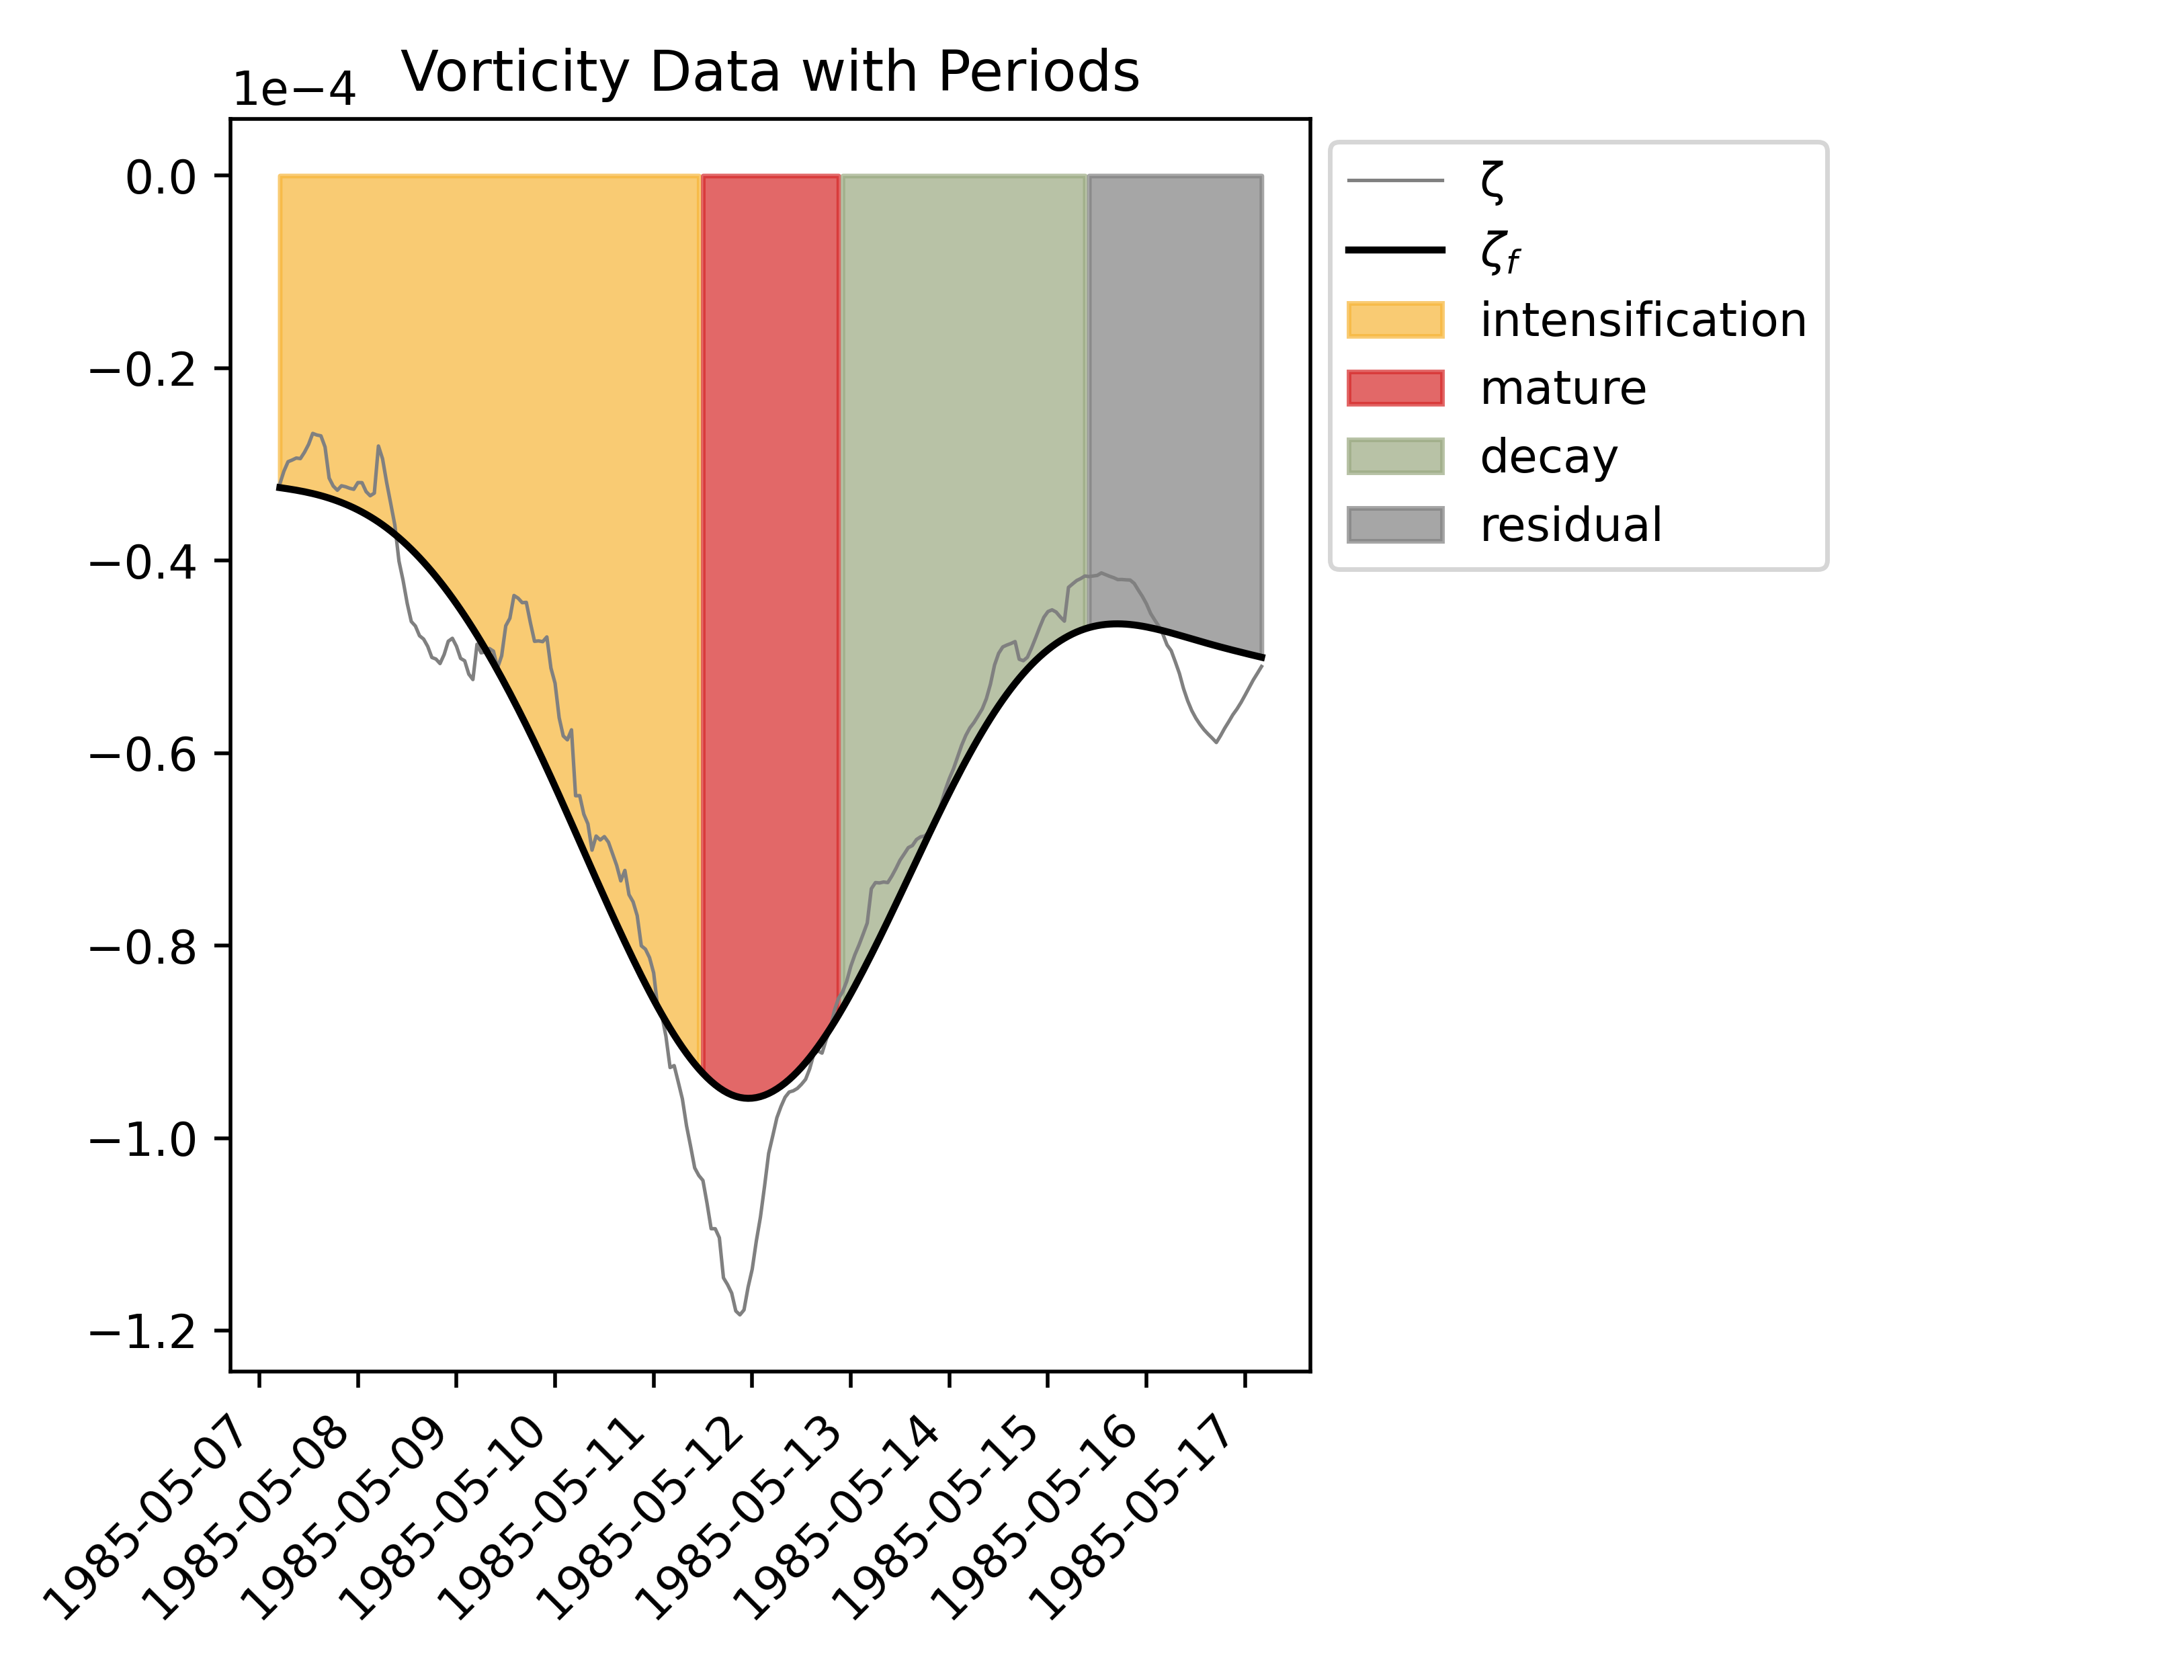 Vorticity Data with Periods
1e−4
0.0
−0.2
−0.4
−0.6
−0.8
−1.0
−1.2
1985-05-07
1985-05-08
1985-05-09
1985-05-10
1985-05-11
1985-05-12
1985-05-13
1985-05-14
1985-05-15
1985-05-16
1985-05-17
ζ
ζf
intensification
mature
decay
residual